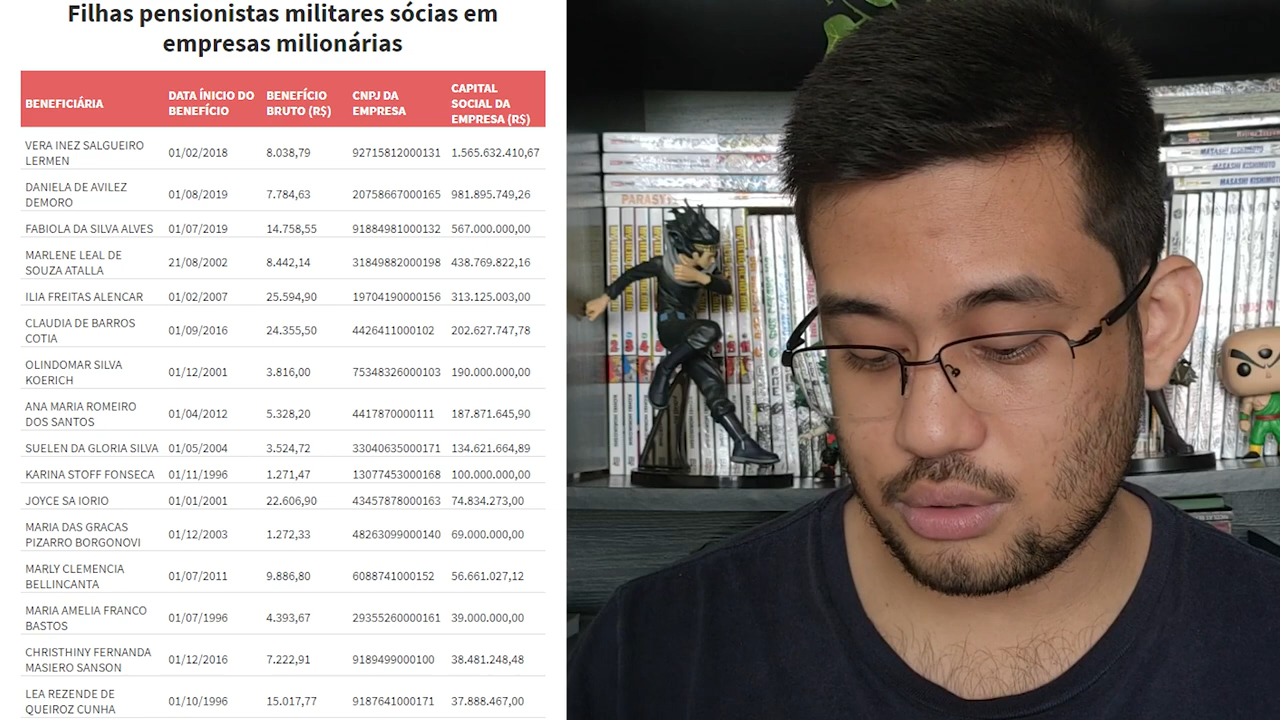 Filhas pensionistas militares sócias em
empresas milionárias
BENEFICIÁRIA DATA ÍNICIO DO BENEFÍCIO BENEFÍCIO BRUTO (R$) CNPJ DA EMPRESA CAPITAL SOCIAL DA EMPRESA (R$)
VERA INEZ SALGUEIRO LERMEN 01/02/2018 8.038,79 92715812000131
DANIELA DE AVILEZ DEMORO 01/08/2019 7.784,63 20758667000165 981.895.749,26
FABIOLA DA SILVA ALVES 01/07/2019 14.758,55 91884981000132 567.000.000,00
MARLENE LEAL DE SOUZA ATALLA 21/08/2002 8.442,14 31849882000198 438.769.822,16
ILIA FREITAS ALENCAR 01/02/2007 25.594,90 19704190000156 313.125.003,00
CLAUDIA DE BARROS COTIA 01/09/2016 24.355,50 4426411000102 202.627.747,78
OLINDOMAR SILVA KOERICH 01/12/2001 3.816,00 75348326000103 190.000.000,00
ANA MARIA ROMEIRO DOS SANTOS 01/04/2012 5.328,20 4417870000111 187.871.645,90
SUELEN DA GLORIA SILVA 01/05/2004 3.524,72 33040635000171 134.621.664,89
KARINA STOFF FONSECA 01/11/1996 1.271,47 13077453000168 100.000.000,00
JOYCE SA IORIO 01/01/2001 22.606,90 43457878000163 74.834.273,00
MARIA DAS GRACAS PIZARRO BORGONOVI 01/12/2003 1.272,33 48263099000140 69.000.000,00
MARLY CLEMENCIA BELLINCANTA 01/07/2011 9.886,80 6088741000152 56.661.027,12
MARIA AMELIA FRANCO BASTOS 01/07/1996 4.393,67 29355260000161 39.000.000,00
CHRISTHINY FERNANDA MASIERO SANSON 01/12/2016 7.222,91 9189499000100 38.481.248,48
LEA REZENDE DE QUEIROZ CUNHA 01/10/1996 15.017,77 9187641000171 37.888.467,00
PARASY
MASASHI KISHIMOTO
MASASHI KISHIMOTO